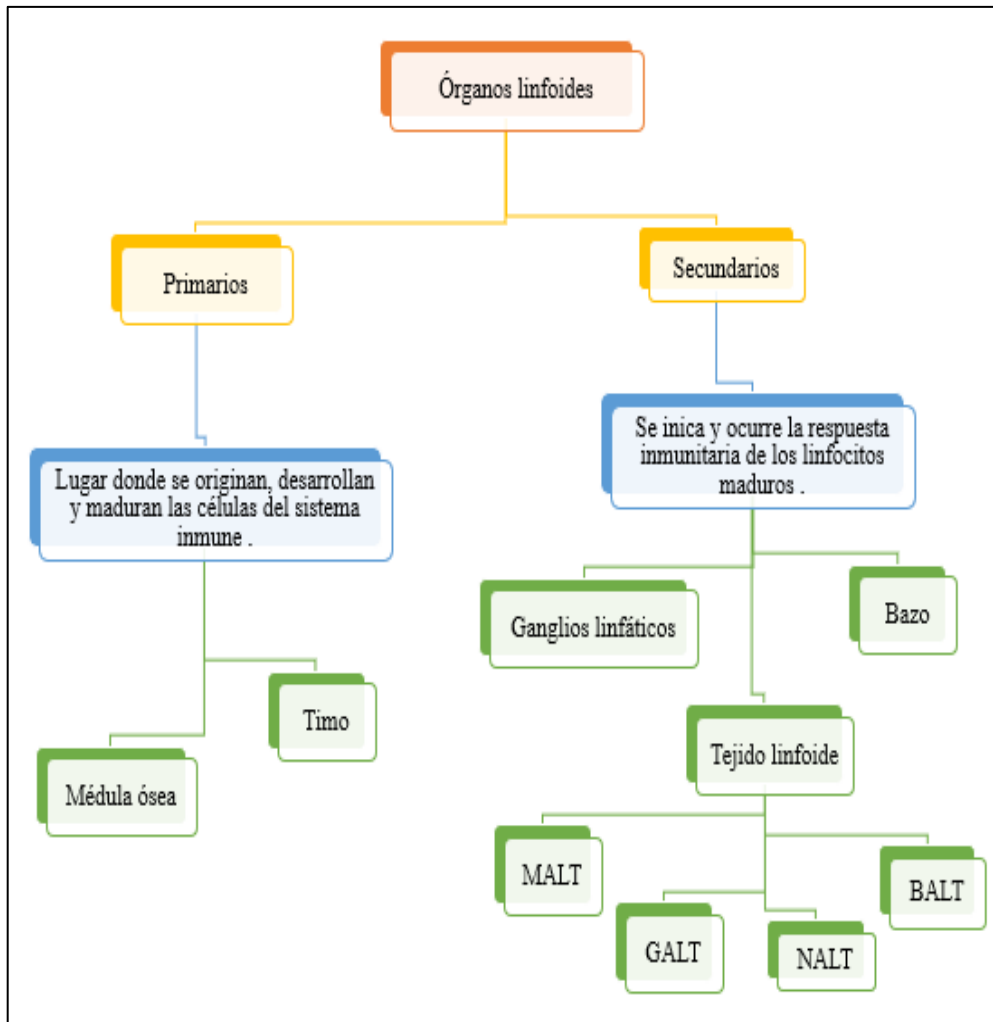 Órganos linfoides
Primarios
Secundarios
Lugar donde se originan, desarrollan
y maduran las células del sistema
inmune .
Se inica y ocurre la respuesta
inmunitaria de los linfocitos
maduros .
Médula ósea
Timo
Ganglios linfáticos
Bazo
Tejido linfoide
MALT
GALT
NALT
BALT